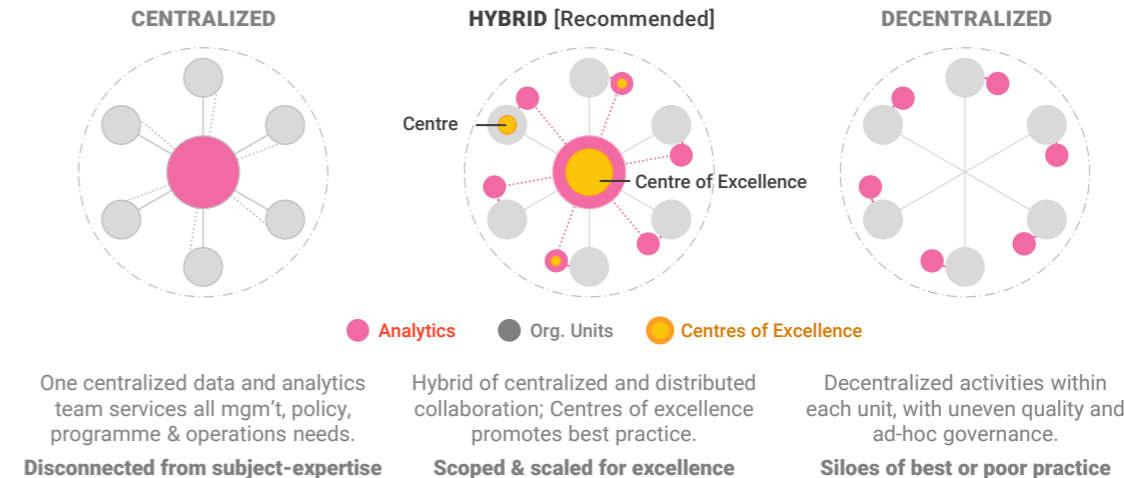 CENTRALIZED
HYBRID [Recommended]
DECENTRALIZED
Centre
Centre of Excellence
Analytics
Org. Units
Centres of Excellence
One centralized data and analytics
team services all mgm't, policy,
programme & operations needs.
Disconnected from subject-expertise
Hybrid of centralized and distributed
collaboration; Centres of excellence
promotes best practice.
Scoped & scaled for excellence
Decentralized activities within
each unit, with uneven quality and
ad-hoc governance.
Siloes of best or poor practice